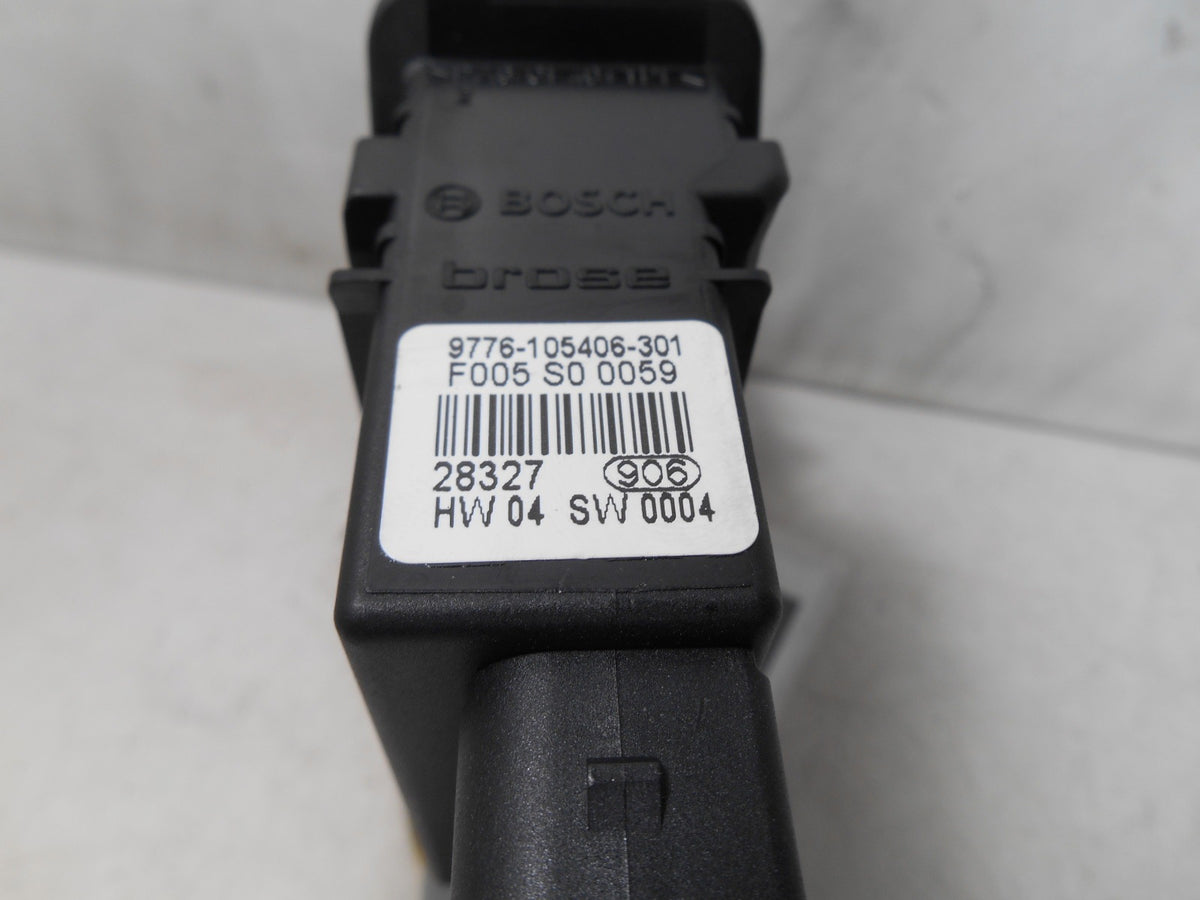 BOSCH
brose
9776-105406-301
F005 S0 0059
28327 906
HW 04 SW 0004